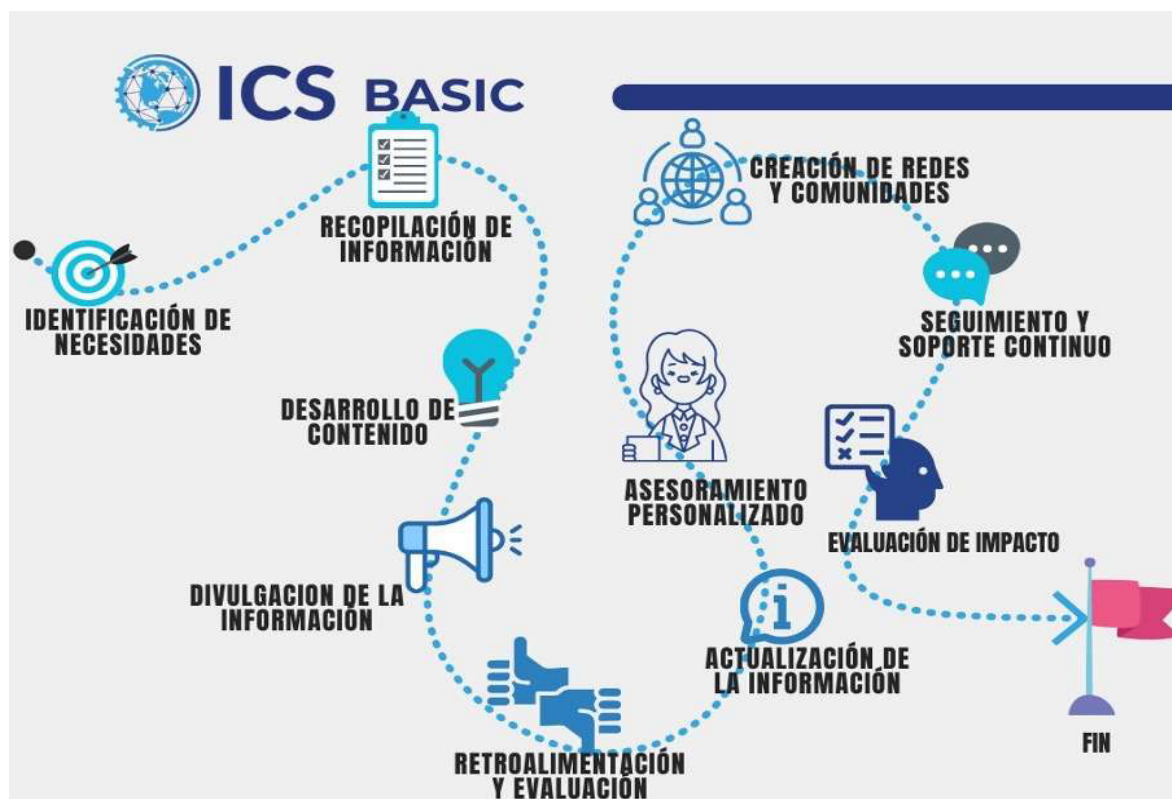 ICS BASIC
IDENTIFICACIÓN DE
NECESIDADES
RECOPILACIÓN DE
INFORMACIÓN
DESARROLLO DE
CONTENIDO
DIVULGACION DE LA
INFORMACIÓN
RETROALIMENTACIÓN
Y EVALUACIÓN
ACTUALIZACIÓN DE
LA INFORMACIÓN
ASESORAMIENTO
PERSONALIZADO
CREACIÓN DE REDES
Y COMUNIDADES
SEGUIMIENTO Y
SOPORTE CONTINUO
EVALUACIÓN DE IMPACTO
FIN